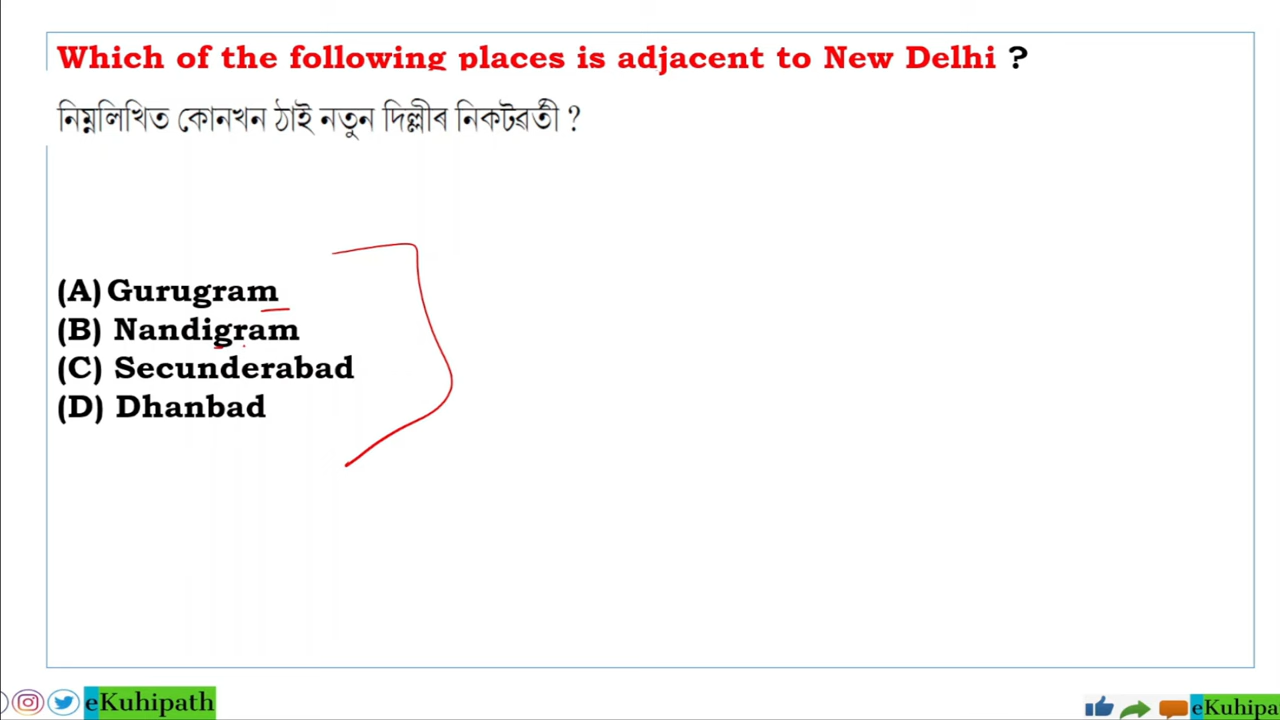 Which of the following places is adjacent to New Delhi ?
নিম্নলিখিত কোনখন ঠাই নতুন দিল্লীৰ নিকটৱৰ্তী ?
(A) Gurugram
(B) Nandigram
(C) Secunderabad
(D) Dhanbad
eKuhipath
eKuhipa